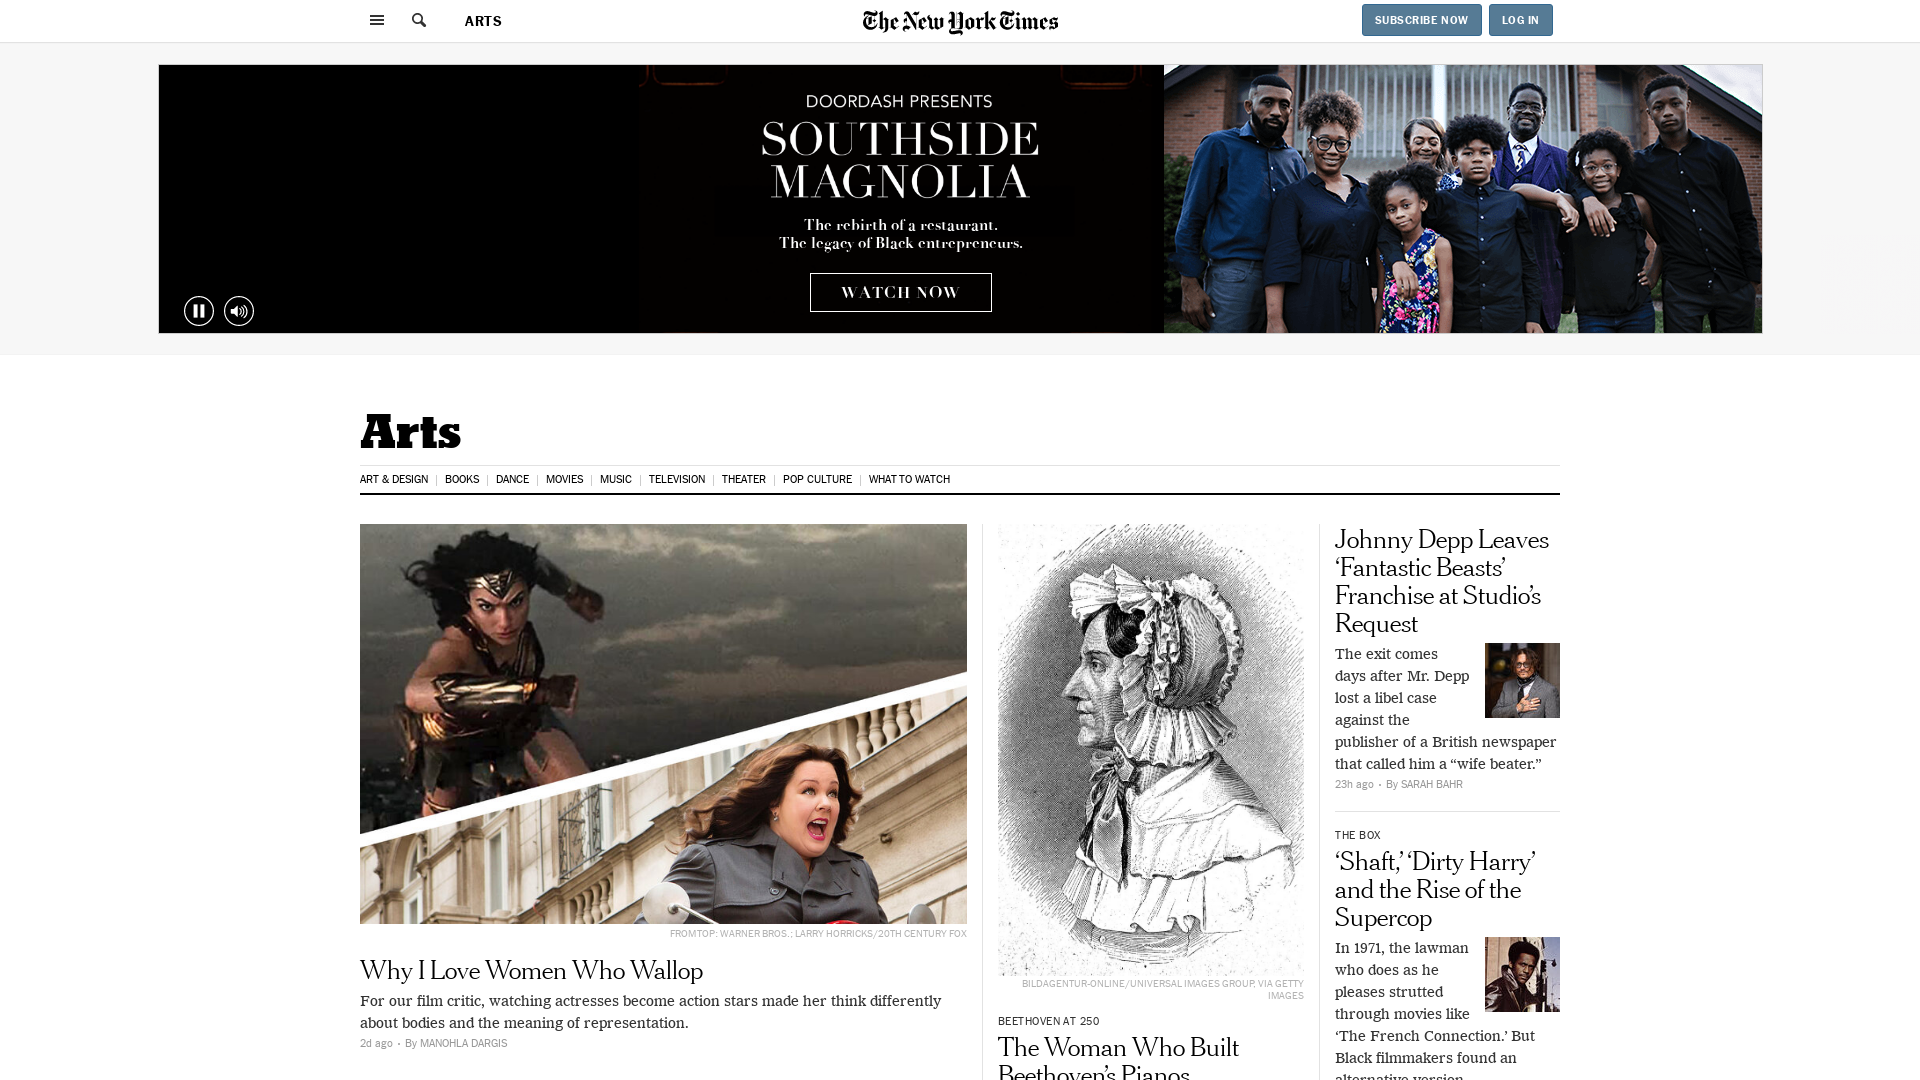 ARTS
The New York Times
SUBSCRIBE NOW
LOG IN
DOORDASH PRESENTS
SOUTHSIDE
MAGNOLIA
The rebirth of a restaurant.
The legacy of Black entrepreneurs.
WATCH NOW
Arts
ART & DESIGN
BOOKS
DANCE
MOVIES
MUSIC
TELEVISION
THEATER
POP CULTURE
WHAT TO WATCH
FROM TOP: WARNER BROS.; LARRY HORRICKS/20TH CENTURY FOX
Why I Love Women Who Wallop
For our film critic, watching actresses become action stars made her think differently
about bodies and the meaning of representation.
2d ago • By MANOHLA DARGIS
BILDAGENTUR-ONLINE/UNIVERSAL IMAGES GROUP, VIA GETTY
IMAGES
BEETHOVEN AT 250
The Woman Who Built
Beethoven’s Pianos
Johnny Depp Leaves
‘Fantastic Beasts’
Franchise at Studio’s
Request
The exit comes
days after Mr. Depp
lost a libel case
against the
publisher of a British newspaper
that called him a “wife beater.”
23h ago • By SARAH BAHR
THE BOX
‘Shaft,’ ‘Dirty Harry’
and the Rise of the
Supercop
In 1971, the lawman
who does as he
pleases strutted
through movies like
‘The French Connection.’ But
Black filmmakers found an
alternative version